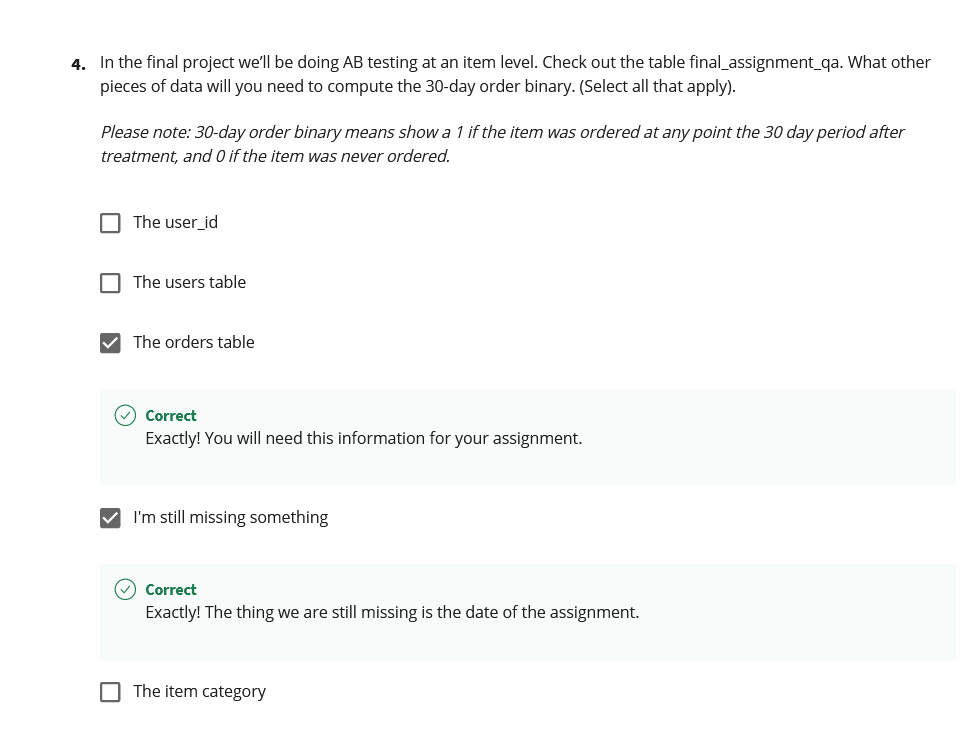 4. In the final project we'll be doing AB testing at an item level. Check out the table final_assignment_qa. What other
pieces of data will you need to compute the 30-day order binary. (Select all that apply).
Please note: 30-day order binary means show a 1 if the item was ordered at any point the 30 day period after
treatment, and 0 if the item was never ordered.
The user_id
The users table
The orders table
Correct
Exactly! You will need this information for your assignment.
I'm still missing something
Correct
Exactly! The thing we are still missing is the date of the assignment.
The item category